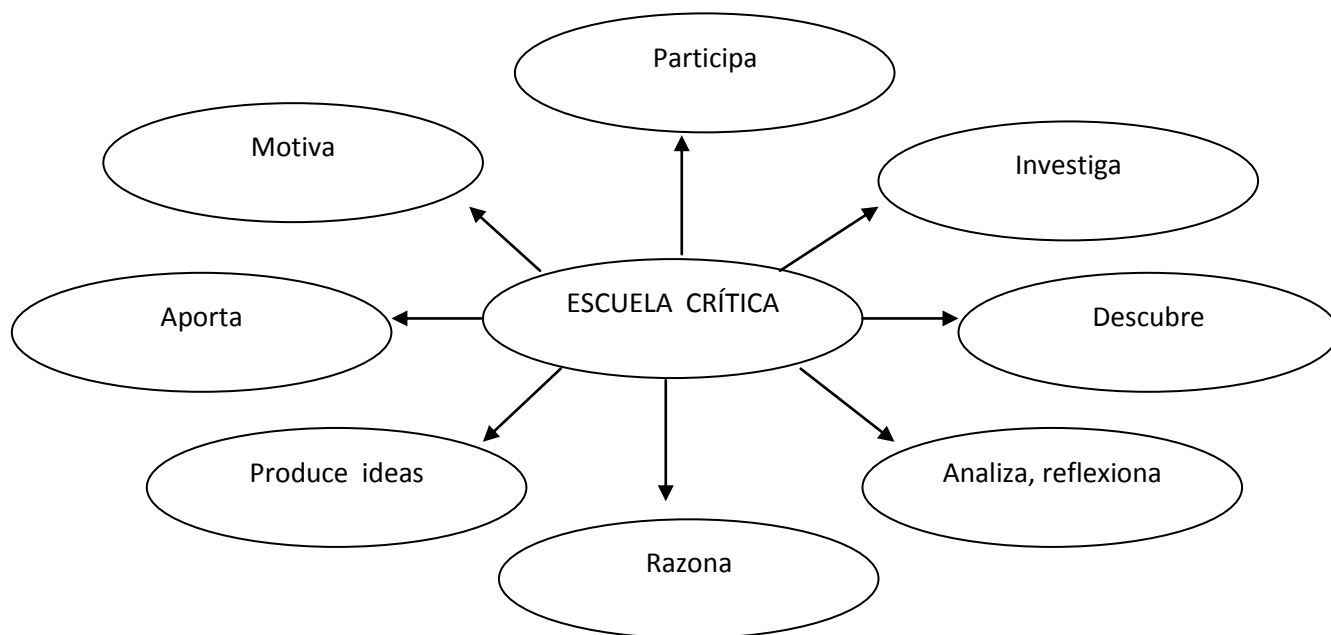 Participa
Motiva
Investiga
ESCUELA CRÍTICA
Aporta
Descubre
Produce ideas
Analiza, reflexiona
Razona